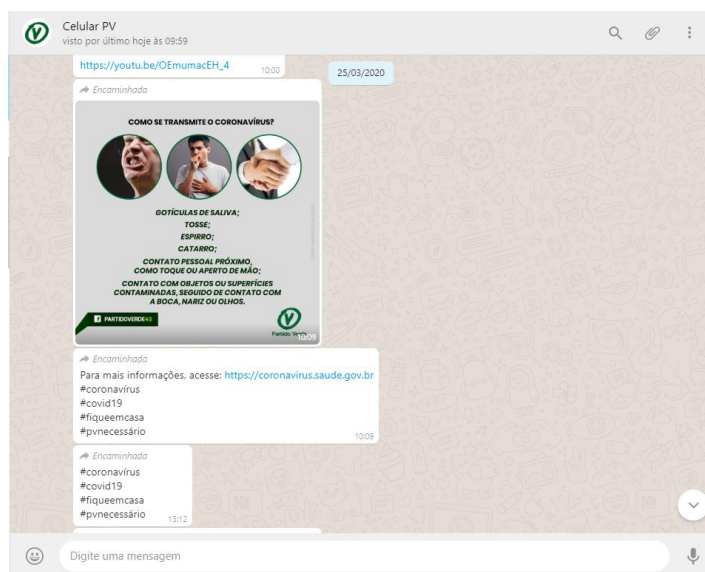 Celular PV
visto por último hoje às 09:59
https://youtu.be/OEmumacEH_4
10:00
25/03/2020
Encaminhada
COMO SE TRANSMITE O CORONAVÍRUS?
GOTÍCULAS DE SALIVA;
TOSSE;
ESPIRRO;
CATARRO;
CONTATO PESSOAL PRÓXIMO,
COMO TOQUE OU APERTO DE MÃO;
CONTATO COM OBJETOS OU SUPERFÍCIES
CONTAMINADAS, SEGUIDO DE CONTATO COM
A BOCA, NARIZ OU OLHOS.
PARTIDOVERDE43
Partido Verde
10:09
Encaminhada
Para mais informações, acesse: https://coronavirus.saude.gov.br
#coronavírus
#covid19
#fiqueemcasa
#pvnecessário
10:09
Encaminhada
#coronavírus
#covid19
#fiqueemcasa
#pvnecessário
13:12
Digite uma mensagem